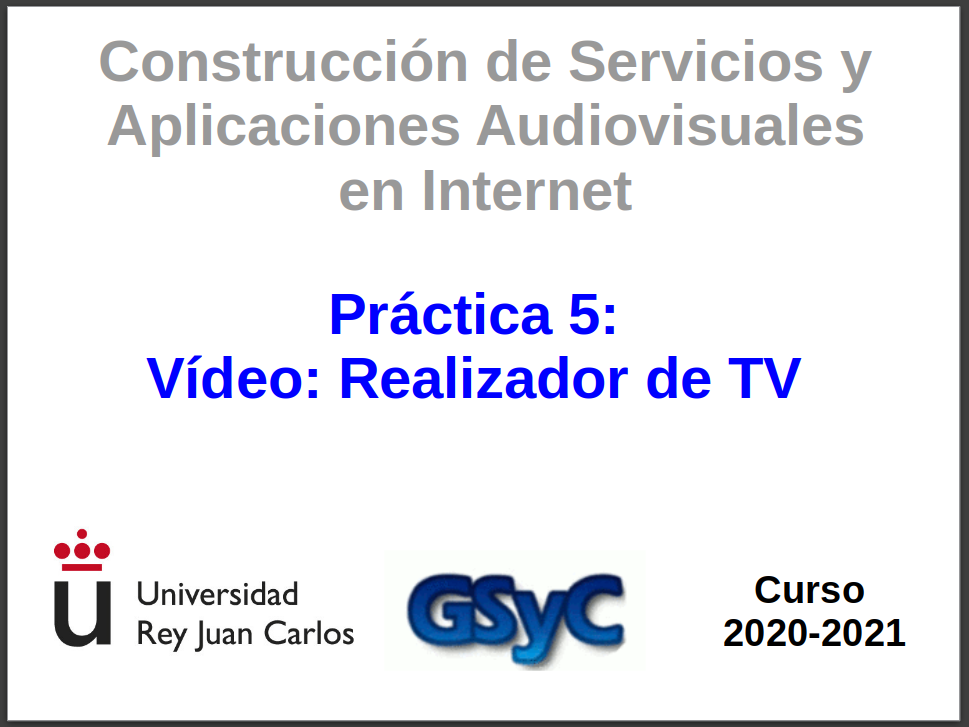 Construcción de Servicios y
Aplicaciones Audiovisuales
en Internet
Práctica 5:
Vídeo: Realizador de TV
u
Universidad
Rey Juan Carlos
GSyC
Curso
2020-2021